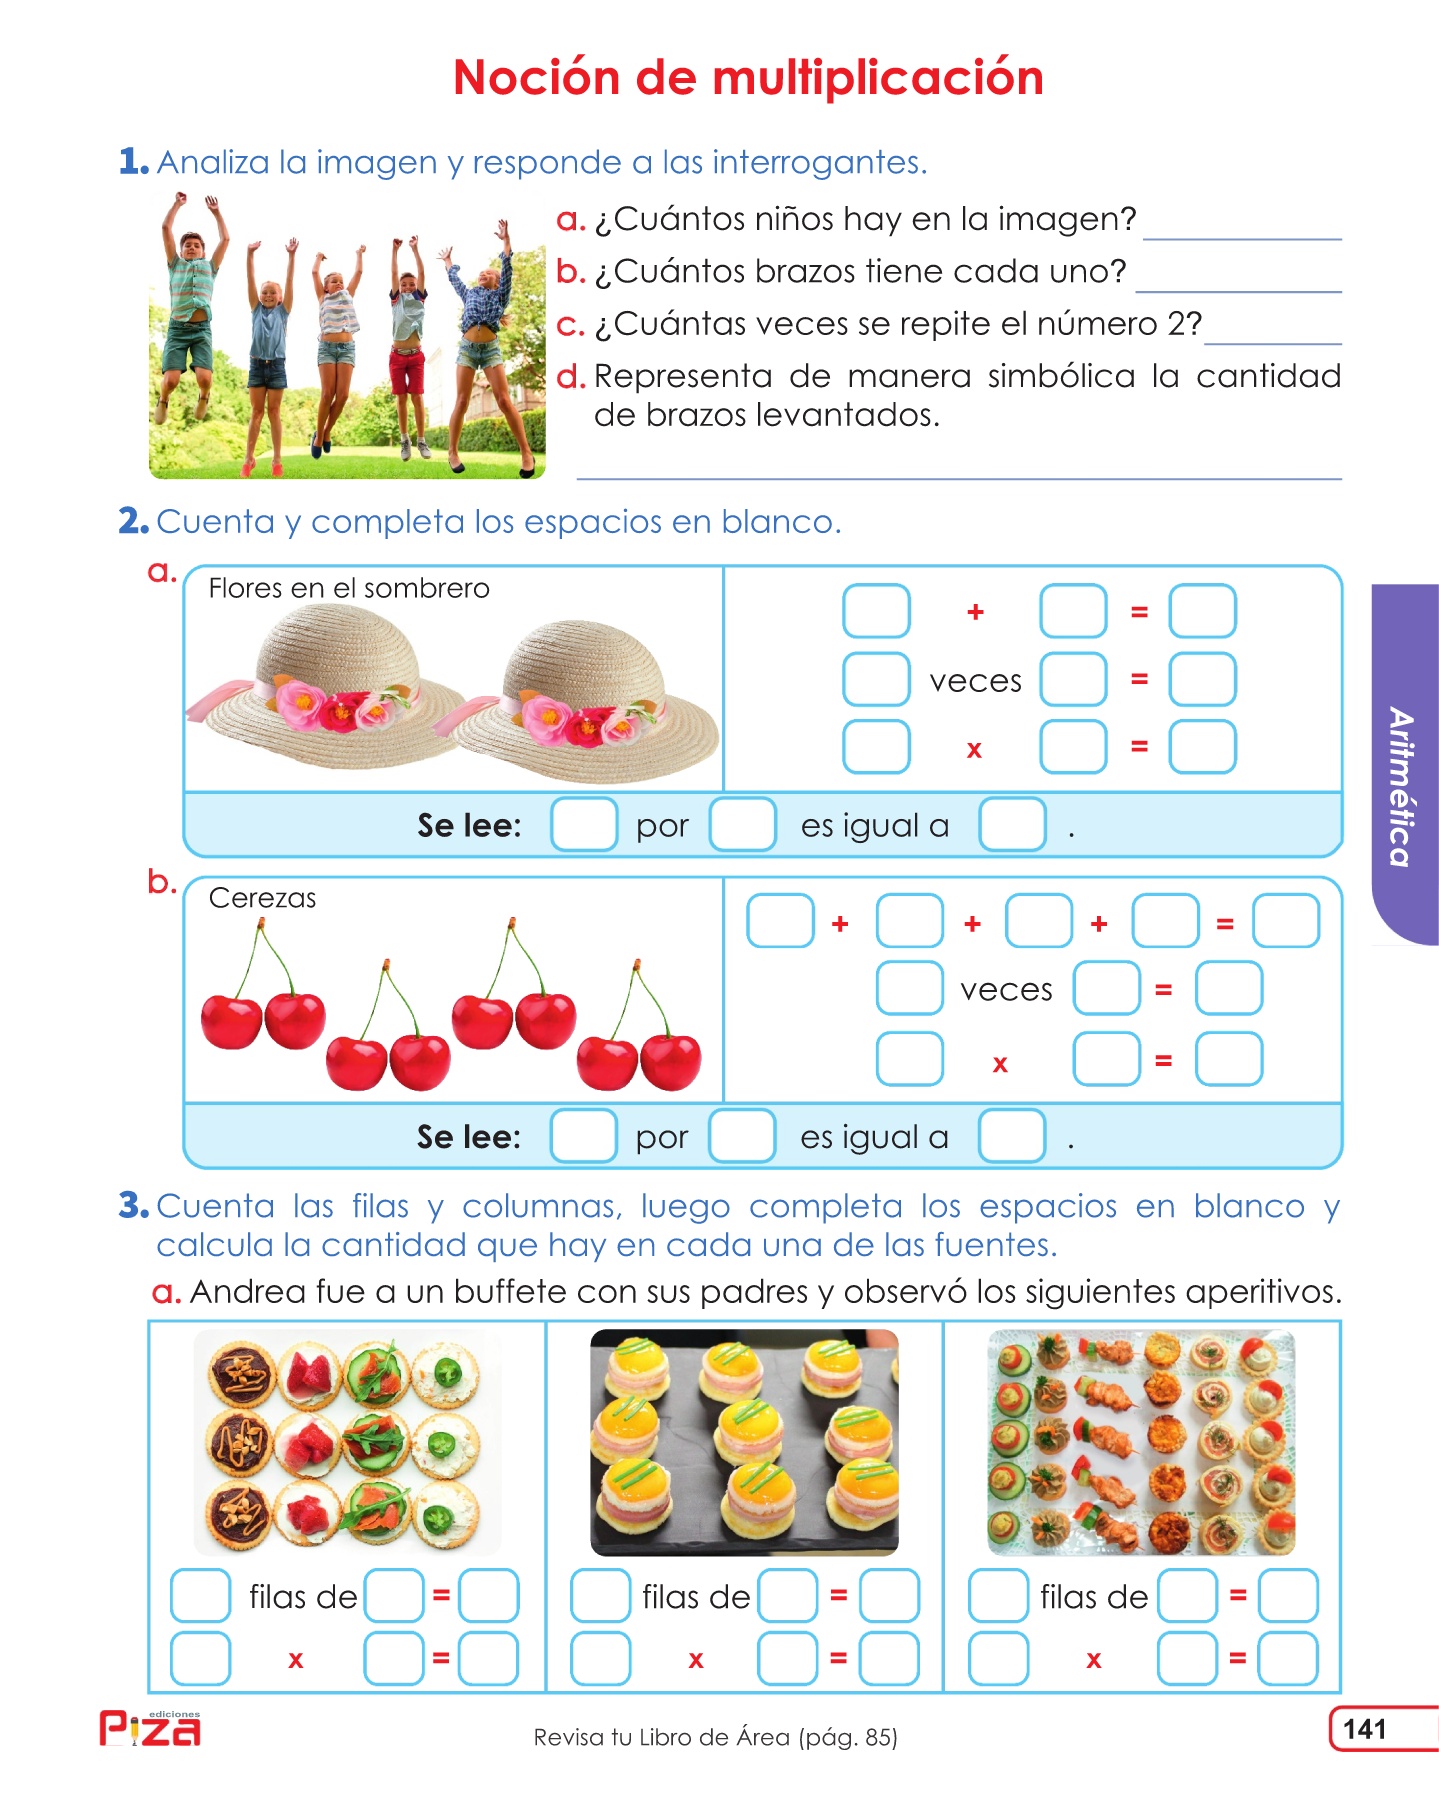 Noción de multiplicación
1. Analiza la imagen y responde a las interrogantes.
a. ¿Cuántos niños hay en la imagen?
b. ¿Cuántos brazos tiene cada uno?
c. ¿Cuántas veces se repite el número 2?
d. Representa de manera simbólica la cantidad
de brazos levantados.
2. Cuenta y completa los espacios en blanco.
a.
Flores en el sombrero
+ =
veces =
x =
Se lee: por es igual a .
b.
Cerezas
+ + + =
veces =
x =
Se lee: por es igual a .
Aritmética
3. Cuenta las filas y columnas, luego completa los espacios en blanco y
calcula la cantidad que hay en cada una de las fuentes.
a. Andrea fue a un buffete con sus padres y observó los siguientes aperitivos.
filas de =
x =
filas de =
x =
filas de =
x =
ediciones
Piza
Revisa tu Libro de Área (pág. 85)
141